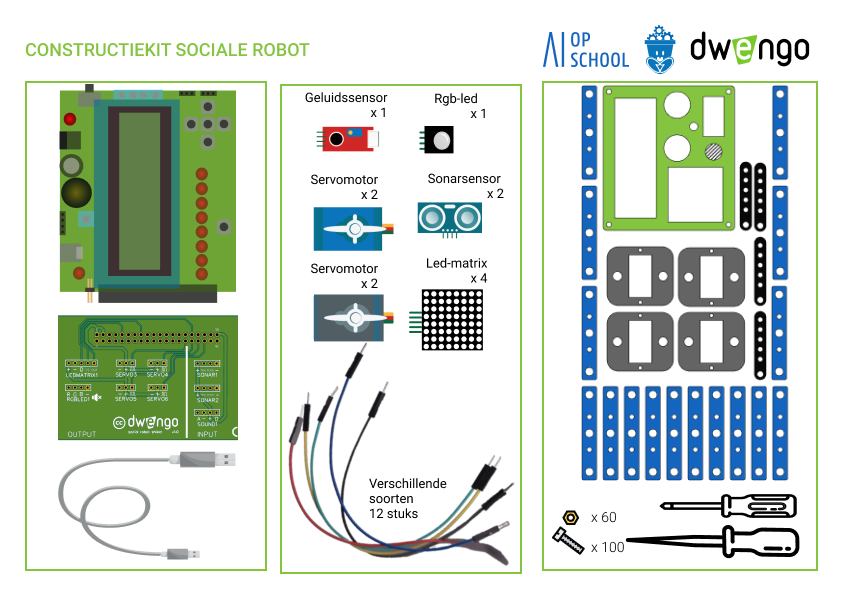 CONSTRUCTIEKIT SOCIALE ROBOT
AI OP
SCHOOL
dwengo
Geluidssensor
x 1
Rgb-led
x 1
Servomotor
x 2
Sonarsensor
x 2
Servomotor
x 2
Led-matrix
x 4
LEDMATRIX1
SERVO3
SERVO4
SONAR1
RGBLED1
SERVO5
SERVO6
SONAR2
SOUND1
cc dwengo
OUTPUT
INPUT
Verschillende
soorten
12 stuks
x 60
x 100